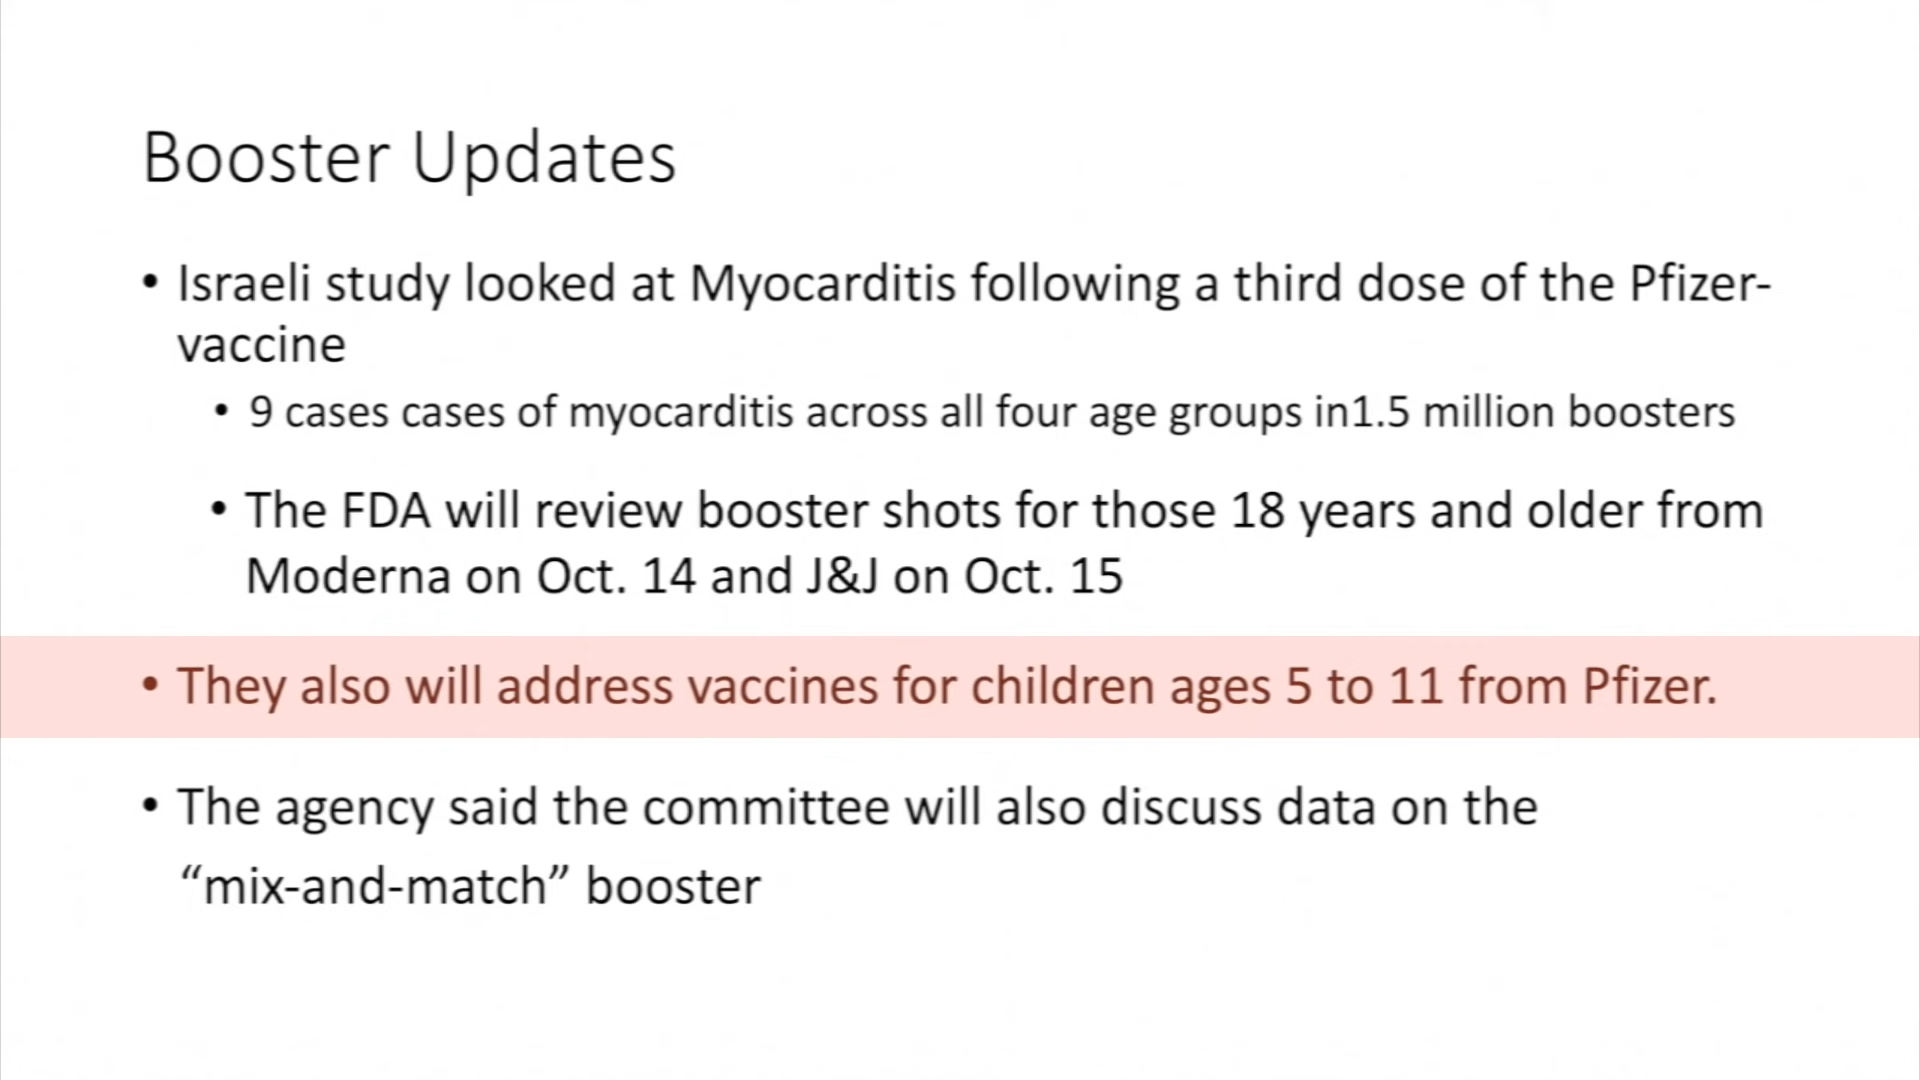 Booster Updates
• Israeli study looked at Myocarditis following a third dose of the Pfizer-
vaccine
• 9 cases cases of myocarditis across all four age groups in1.5 million boosters
• The FDA will review booster shots for those 18 years and older from
Moderna on Oct. 14 and J&J on Oct. 15
• They also will address vaccines for children ages 5 to 11 from Pfizer.
• The agency said the committee will also discuss data on the
“mix-and-match” booster